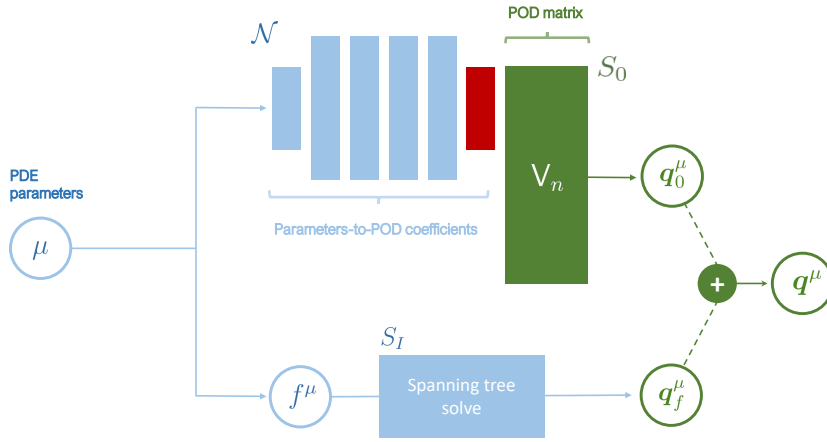 POD matrix
𝒩
S₀
PDE
parameters
Vₙ
q₀^μ
Parameters-to-POD coefficients
μ
+
q^μ
S_I
f^μ
Spanning tree
solve
q_f^μ